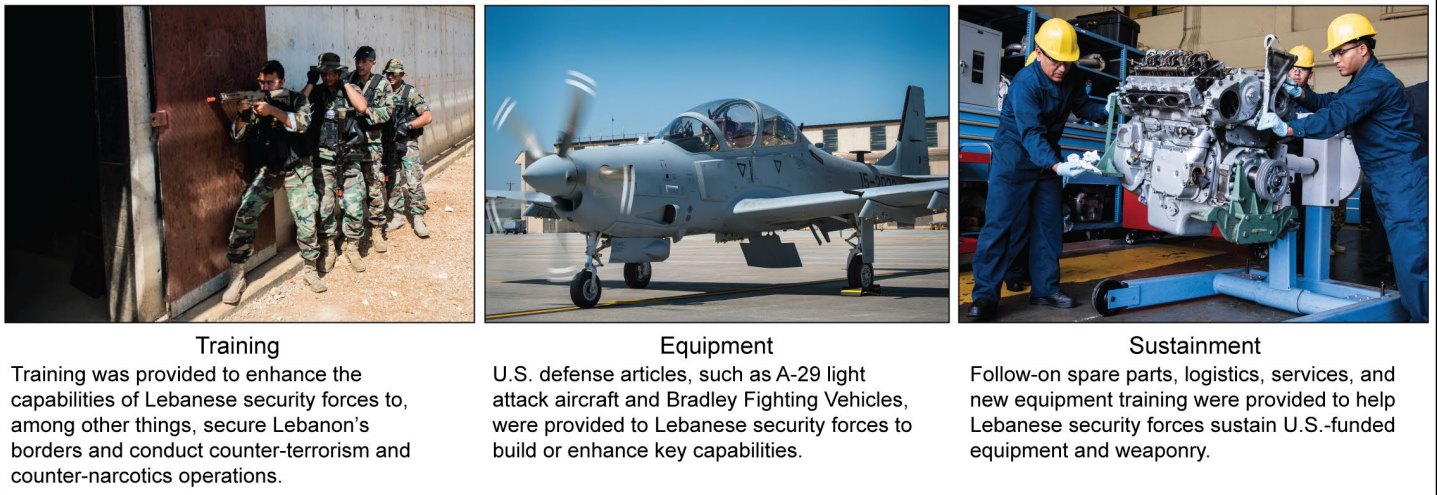 Training
Training was provided to enhance the
capabilities of Lebanese security forces to,
among other things, secure Lebanon's
borders and conduct counter-terrorism and
counter-narcotics operations.
Equipment
U.S. defense articles, such as A-29 light
attack aircraft and Bradley Fighting Vehicles,
were provided to Lebanese security forces to
build or enhance key capabilities.
Sustainment
Follow-on spare parts, logistics, services, and
new equipment training were provided to help
Lebanese security forces sustain U.S.-funded
equipment and weaponry.